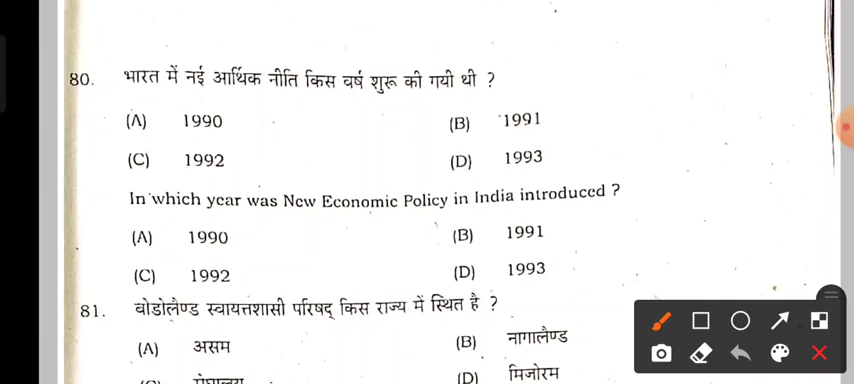 80. भारत में नई आर्थिक नीति किस वर्ष शुरू की गयी थी ?
(A) 1990 (B) 1991
(C) 1992 (D) 1993
In which year was New Economic Policy in India introduced ?
(A) 1990 (B) 1991
(C) 1992 (D) 1993
81. बोडोलैण्ड स्वायत्तशासी परिषद् किस राज्य में स्थित है ?
(A) असम (B) नागालैण्ड
(C) मेघालय (D) मिजोरम